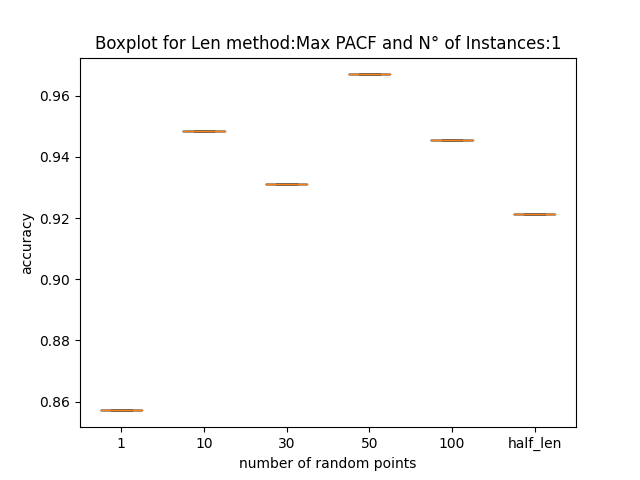 Boxplot for Len method:Max PACF and N° of Instances:1
accuracy
0.96
0.94
0.92
0.90
0.88
0.86
1 10 30 50 100 half_len
number of random points